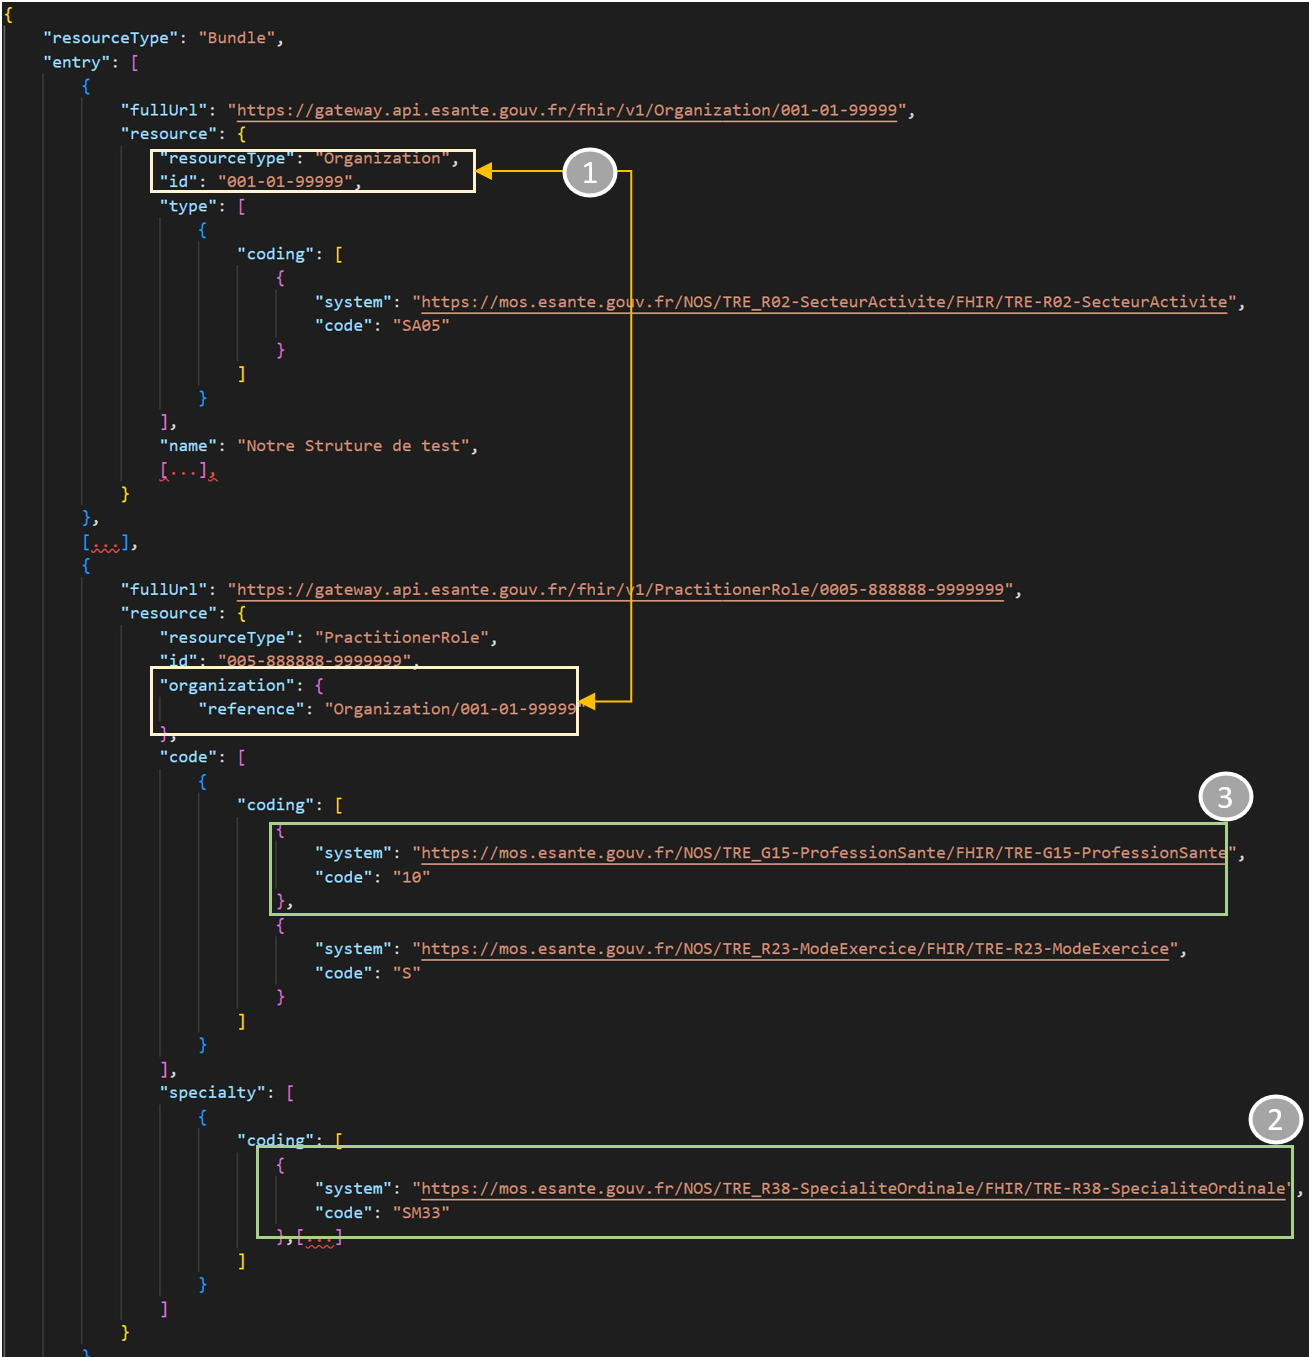 {
"resourceType": "Bundle",
"entry": [
{
"fullUrl": "https://gateway.api.esante.gouv.fr/fhir/v1/Organization/001-01-99999",
"resource": {
"resourceType": "Organization",
"id": "001-01-99999",
1
"type": [
{
"coding": [
{
"system": "https://mos.esante.gouv.fr/NOS/TRE_R02-SecteurActivite/FHIR/TRE-R02-SecteurActivite",
"code": "SA05"
}
]
}
],
"name": "Notre Struture de test",
[...],
}
},
[...],
{
"fullUrl": "https://gateway.api.esante.gouv.fr/fhir/v1/PractitionerRole/0005-888888-9999999",
"resource": {
"resourceType": "PractitionerRole",
"id": "005-888888-9999999",
"organization": {
"reference": "Organization/001-01-99999"
},
"code": [
{
"coding": [
3
{
"system": "https://mos.esante.gouv.fr/NOS/TRE_G15-ProfessionSante/FHIR/TRE-G15-ProfessionSante",
"code": "10"
},
{
"system": "https://mos.esante.gouv.fr/NOS/TRE_R23-ModeExercice/FHIR/TRE-R23-ModeExercice",
"code": "S"
}
]
}
],
"specialty": [
{
2
"coding": [
{
"system": "https://mos.esante.gouv.fr/NOS/TRE_R38-SpecialiteOrdinale/FHIR/TRE-R38-SpecialiteOrdinale",
"code": "SM33"
},[...]
]
}
]
}
}